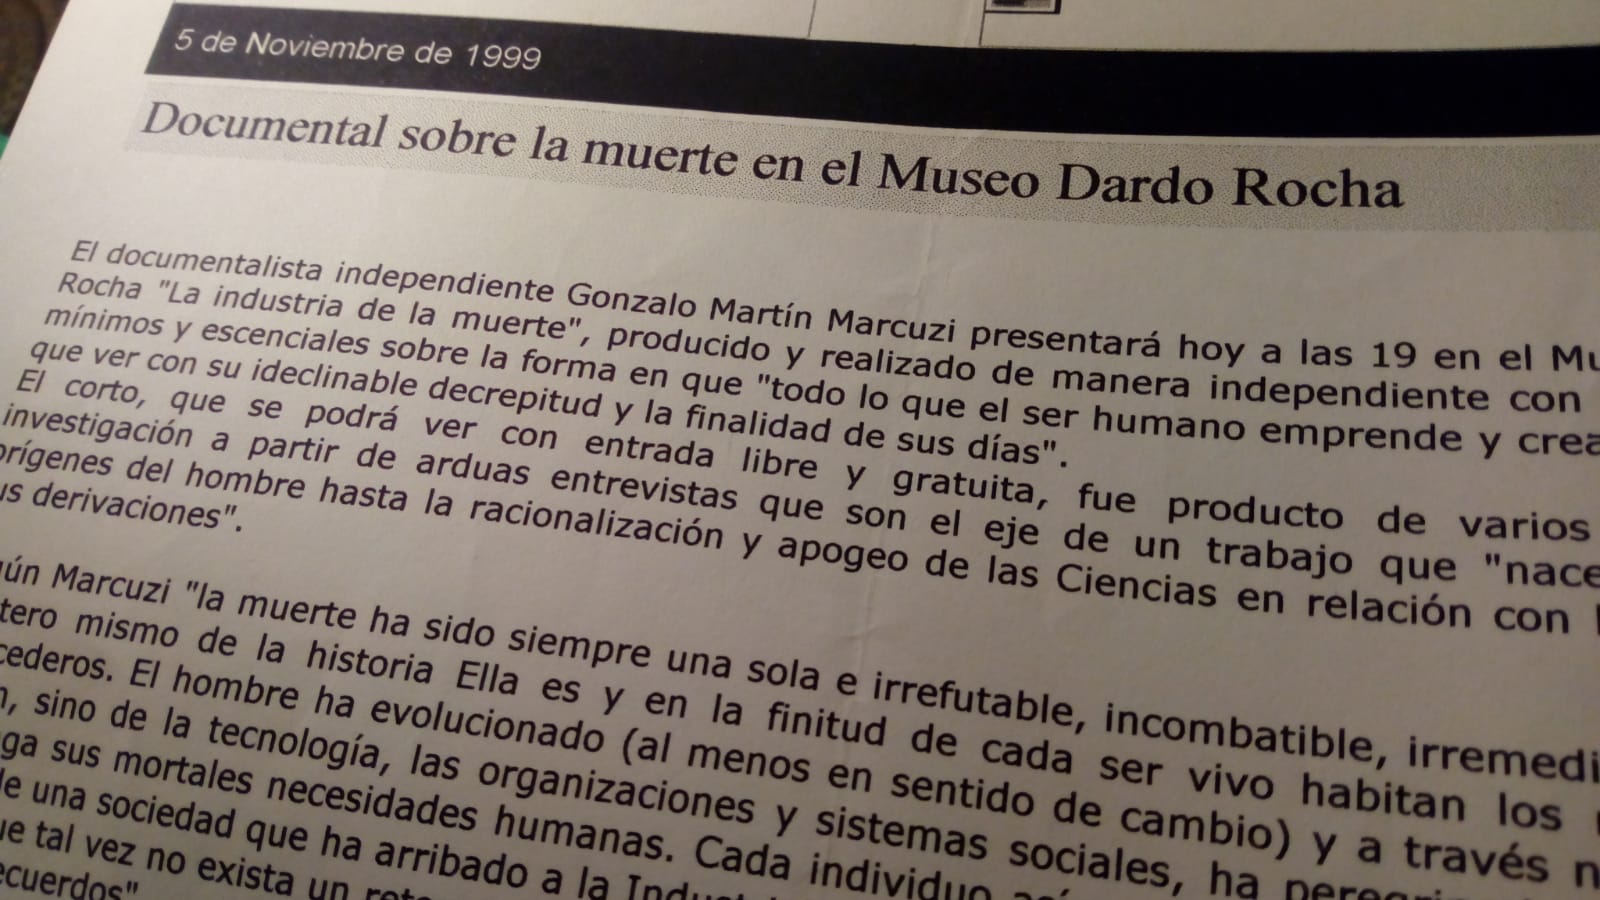 5 de Noviembre de 1999
Documental sobre la muerte en el Museo Dardo Rocha
El documentalista independiente Gonzalo Martín Marcuzi presentará hoy a las 19 en el
Rocha "La industria de la muerte", producido y realizado de manera independiente con
mínimos y escenciales sobre la forma en que "todo lo que el ser humano emprende y crea
que ver con su ideclinable decrepitud y la finalidad de sus días".
El corto, que se podrá ver con entrada libre y gratuita, fue producto de varios
investigación a partir de arduas entrevistas que son el eje de un trabajo que "nace
orígenes del hombre hasta la racionalización y apogeo de las Ciencias en relación con
derivaciones".
Marcuzi "la muerte ha sido siempre una sola e irrefutable, incombatible,
mismo de la historia Ella es y en la finitud de cada ser vivo habitan los
El hombre ha evolucionado (al menos en sentido de cambio) y a través
sino de la tecnología, las organizaciones y sistemas sociales, ha
sus mortales necesidades humanas. Cada individuo
de una sociedad que ha arribado a la
tal vez no exista un